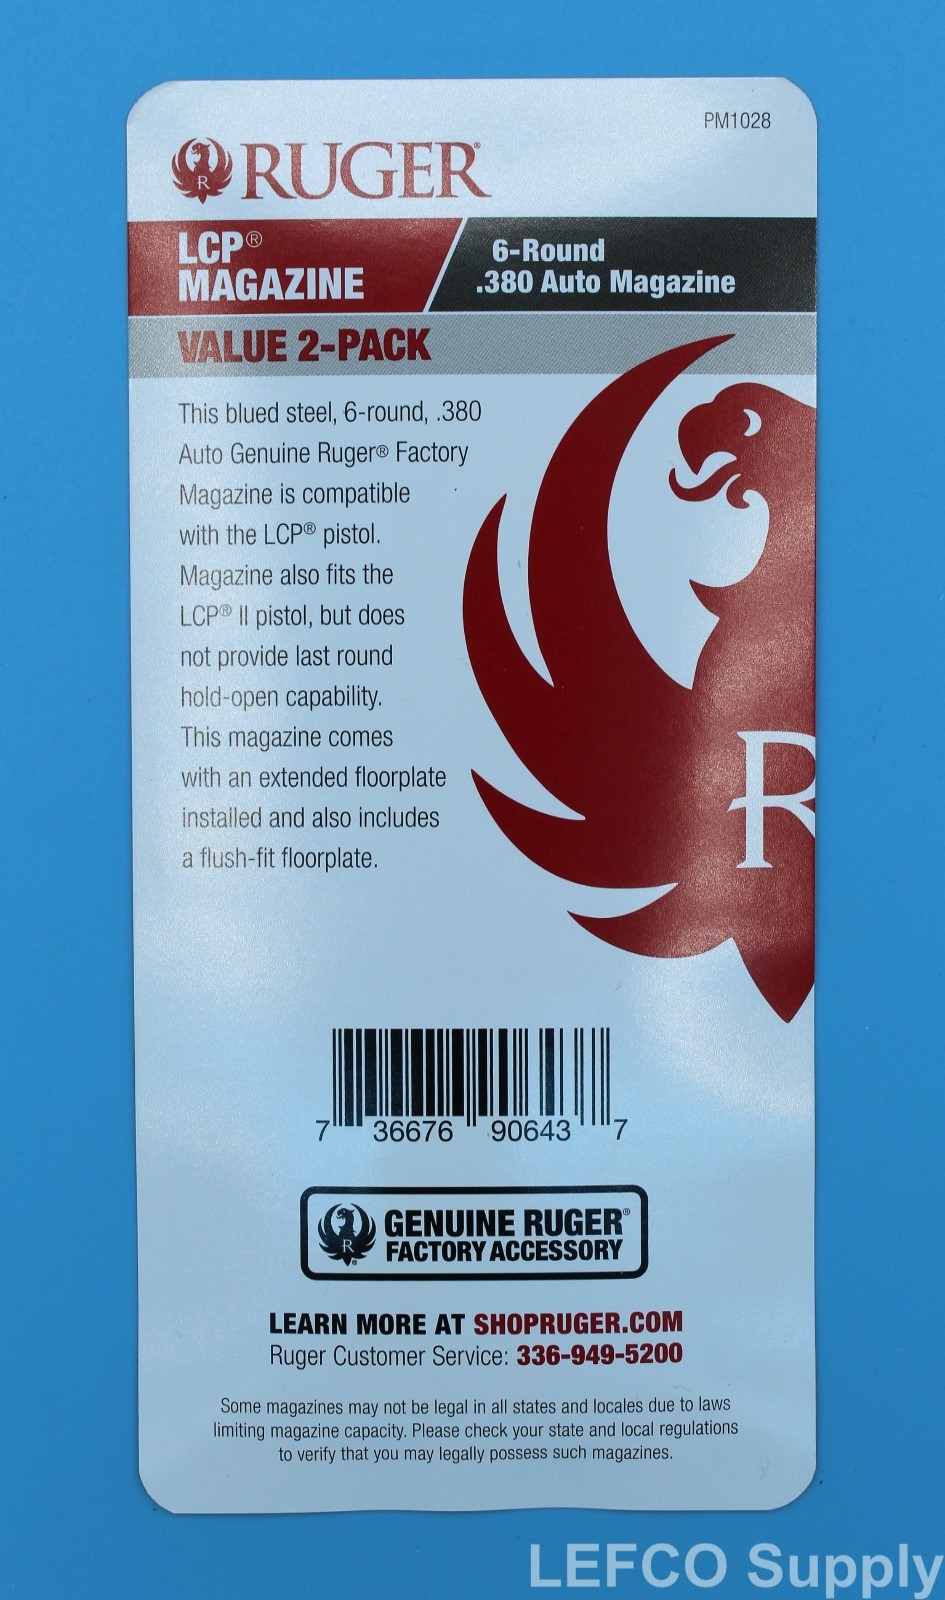 PM1028
RUGER®
LCP®
MAGAZINE
6-Round
.380 Auto Magazine
VALUE 2-PACK
This blued steel, 6-round, .380
Auto Genuine Ruger® Factory
Magazine is compatible
with the LCP® pistol.
Magazine also fits the
LCP® II pistol, but does
not provide last round
hold-open capability.
This magazine comes
with an extended floorplate
installed and also includes
a flush-fit floorplate.
R
7 36676 90643 7
GENUINE RUGER®
FACTORY ACCESSORY
LEARN MORE AT SHOPRUGER.COM
Ruger Customer Service: 336-949-5200
Some magazines may not be legal in all states and locales due to laws
limiting magazine capacity. Please check your state and local regulations
to verify that you may legally possess such magazines.
LEFCO Supply